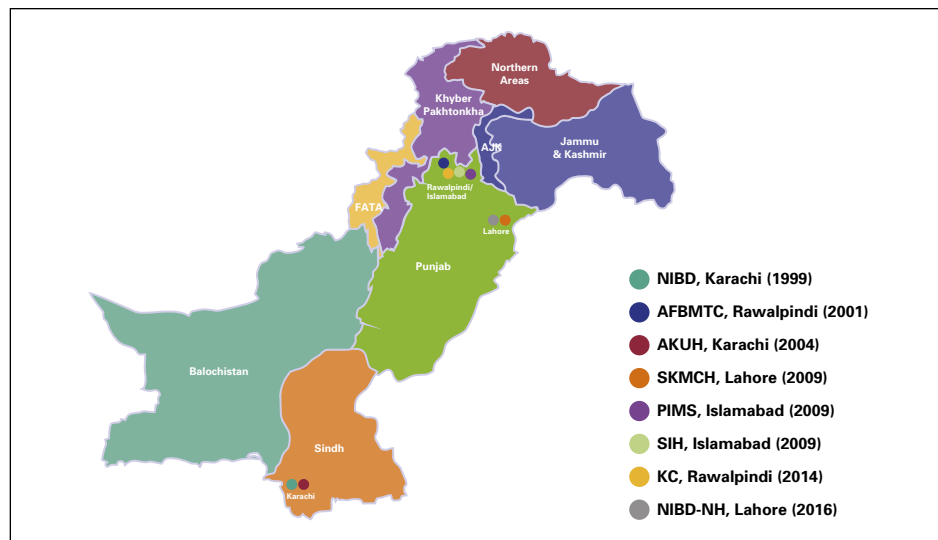 Northern
Areas
Khyber
Pakhtonkha
Jammu
& Kashmir
AJK
Rawalpindi/
Islamabad
FATA
Lahore
Punjab
Balochistan
Sindh
Karachi
NIBD, Karachi (1999)
AFBMTC, Rawalpindi (2001)
AKUH, Karachi (2004)
SKMCH, Lahore (2009)
PIMS, Islamabad (2009)
SIH, Islamabad (2009)
KC, Rawalpindi (2014)
NIBD-NH, Lahore (2016)